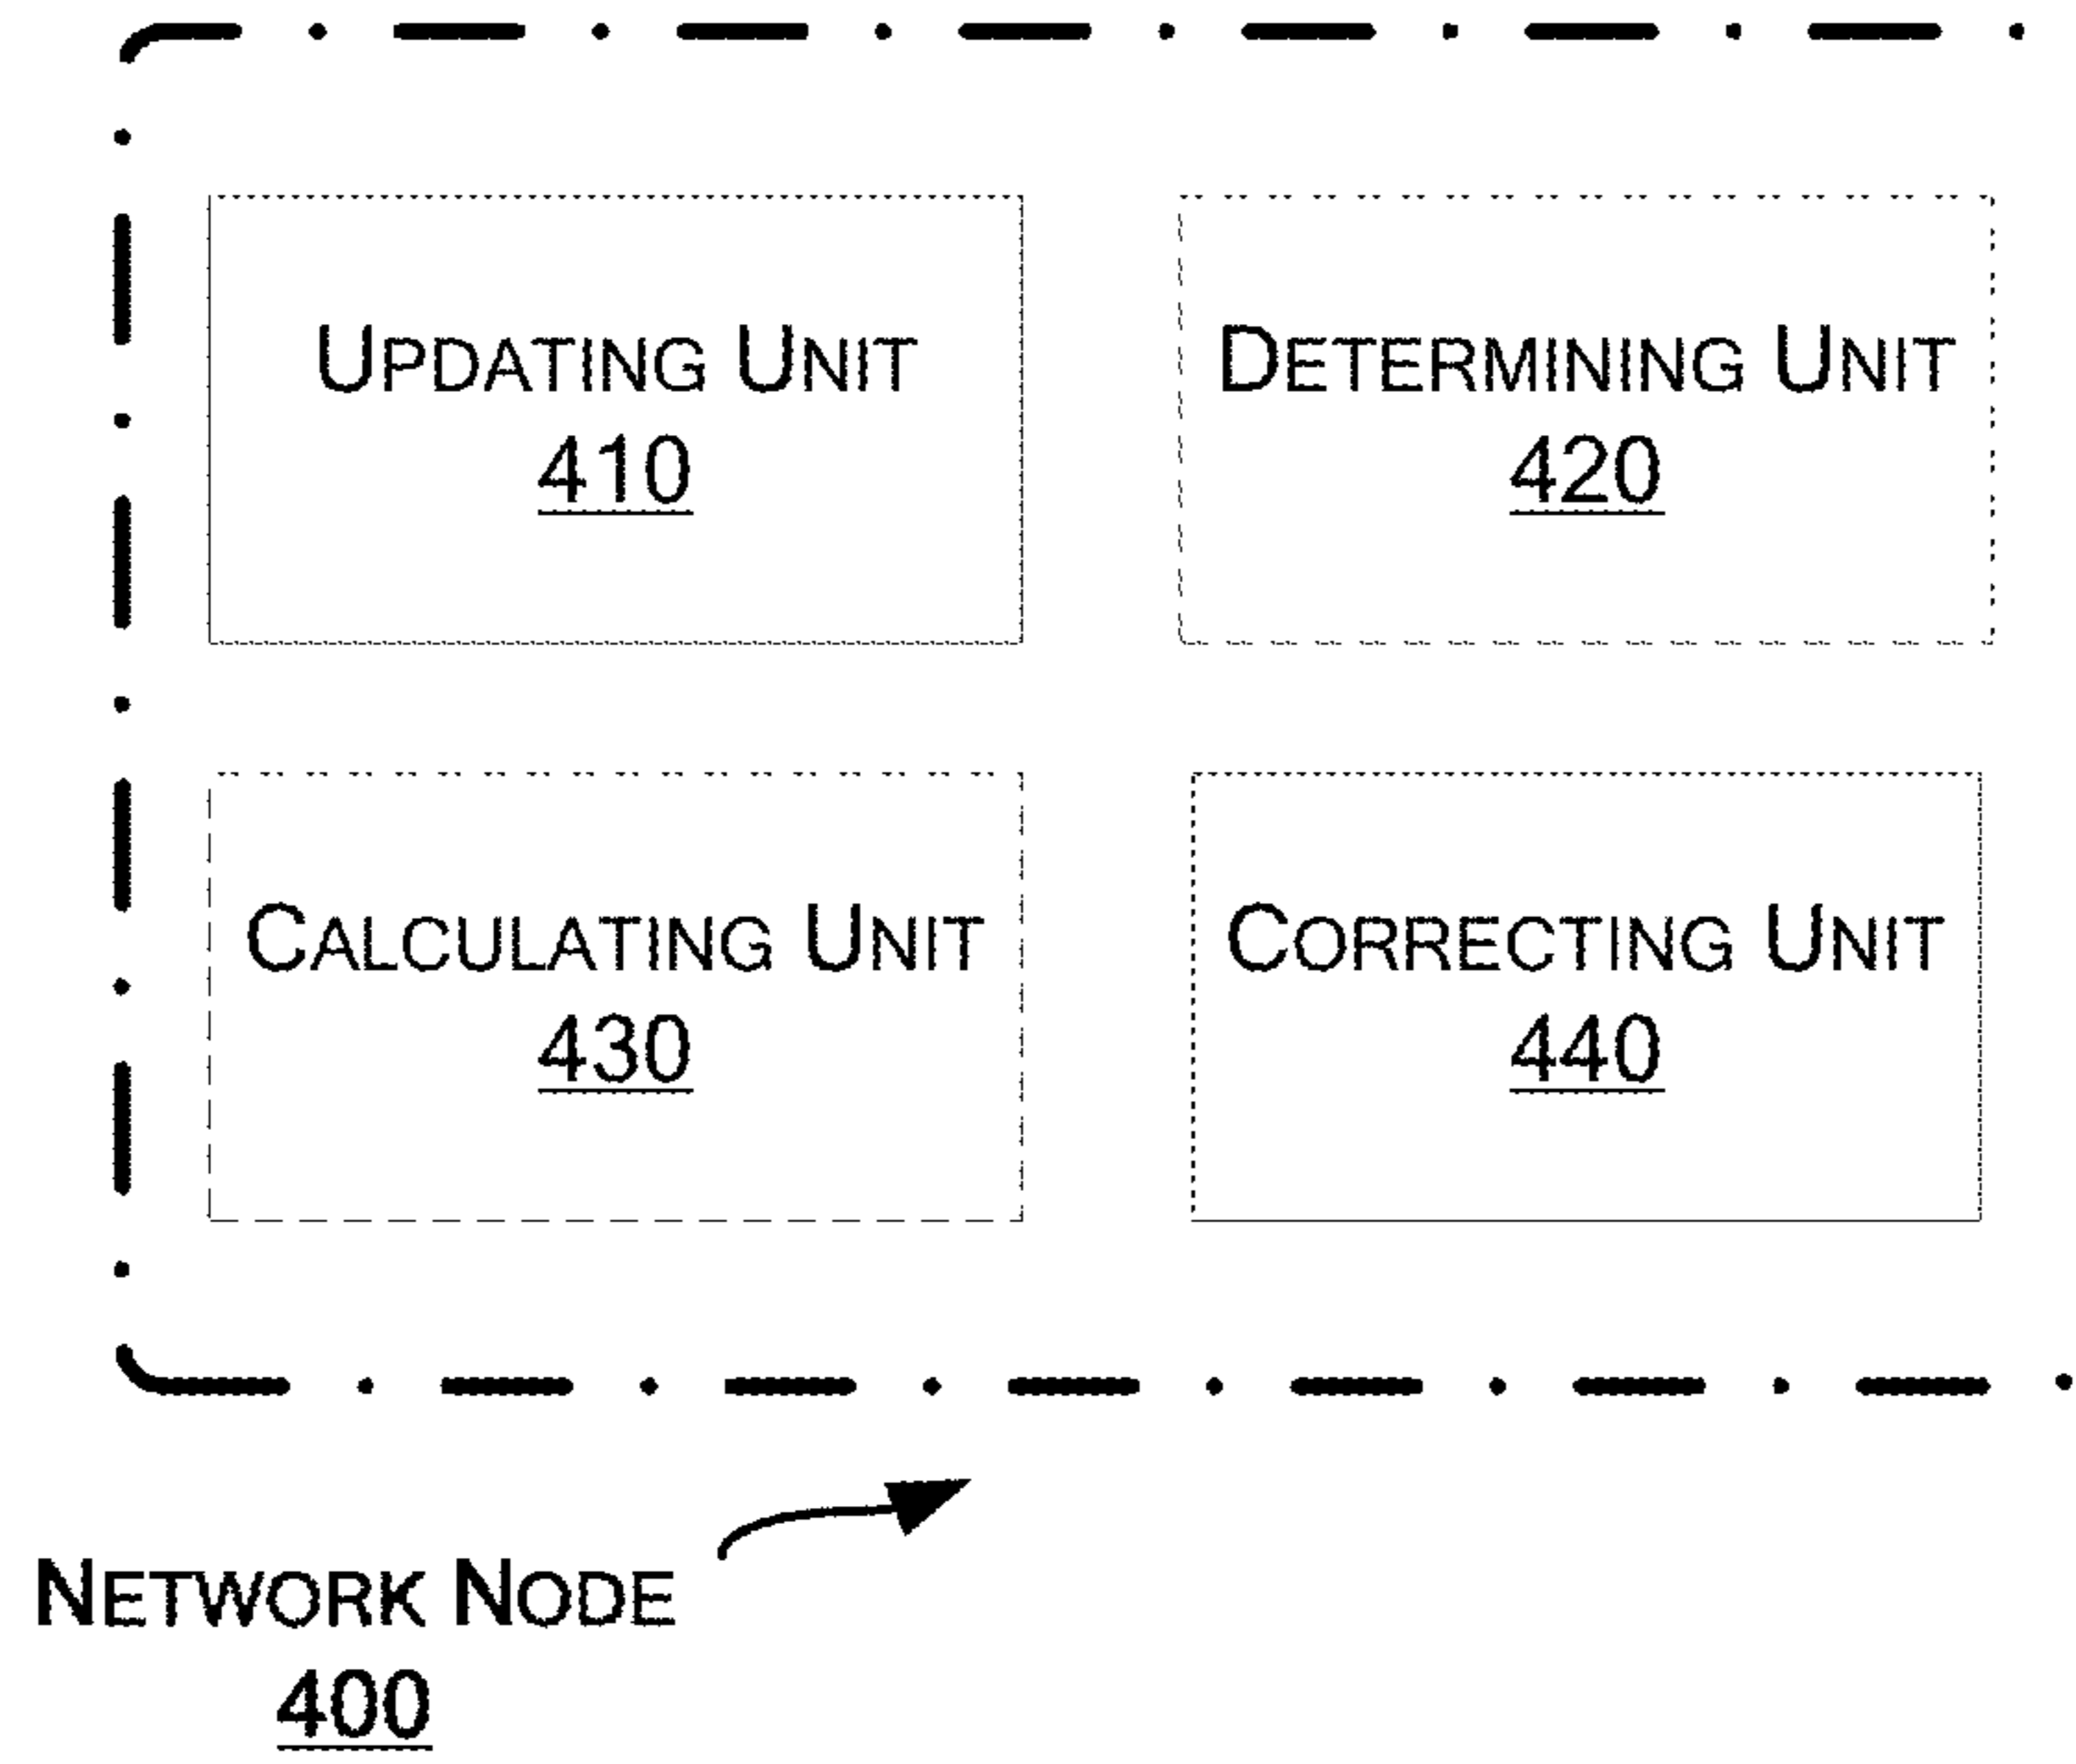 UPDATING UNIT
410
DETERMINING UNIT
420
CALCULATING UNIT
430
CORRECTING UNIT
440
NETWORK NODE
400